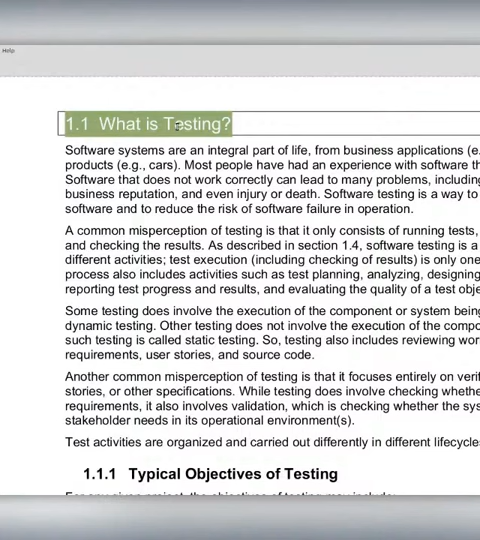 Help
1.1 What is Testing?
Software systems are an integral part of life, from business applications (e.
products (e.g., cars). Most people have had an experience with software th
Software that does not work correctly can lead to many problems, including
business reputation, and even injury or death. Software testing is a way to
software and to reduce the risk of software failure in operation.
A common misperception of testing is that it only consists of running tests,
and checking the results. As described in section 1.4, software testing is a
different activities; test execution (including checking of results) is only one
process also includes activities such as test planning, analyzing, designing
reporting test progress and results, and evaluating the quality of a test obje
Some testing does involve the execution of the component or system being
dynamic testing. Other testing does not involve the execution of the compo
such testing is called static testing. So, testing also includes reviewing wor
requirements, user stories, and source code.
Another common misperception of testing is that it focuses entirely on verif
stories, or other specifications. While testing does involve checking whethe
requirements, it also involves validation, which is checking whether the sys
stakeholder needs in its operational environment(s).
Test activities are organized and carried out differently in different lifecycle
1.1.1 Typical Objectives of Testing
For any given project, the objectives of testing may include: